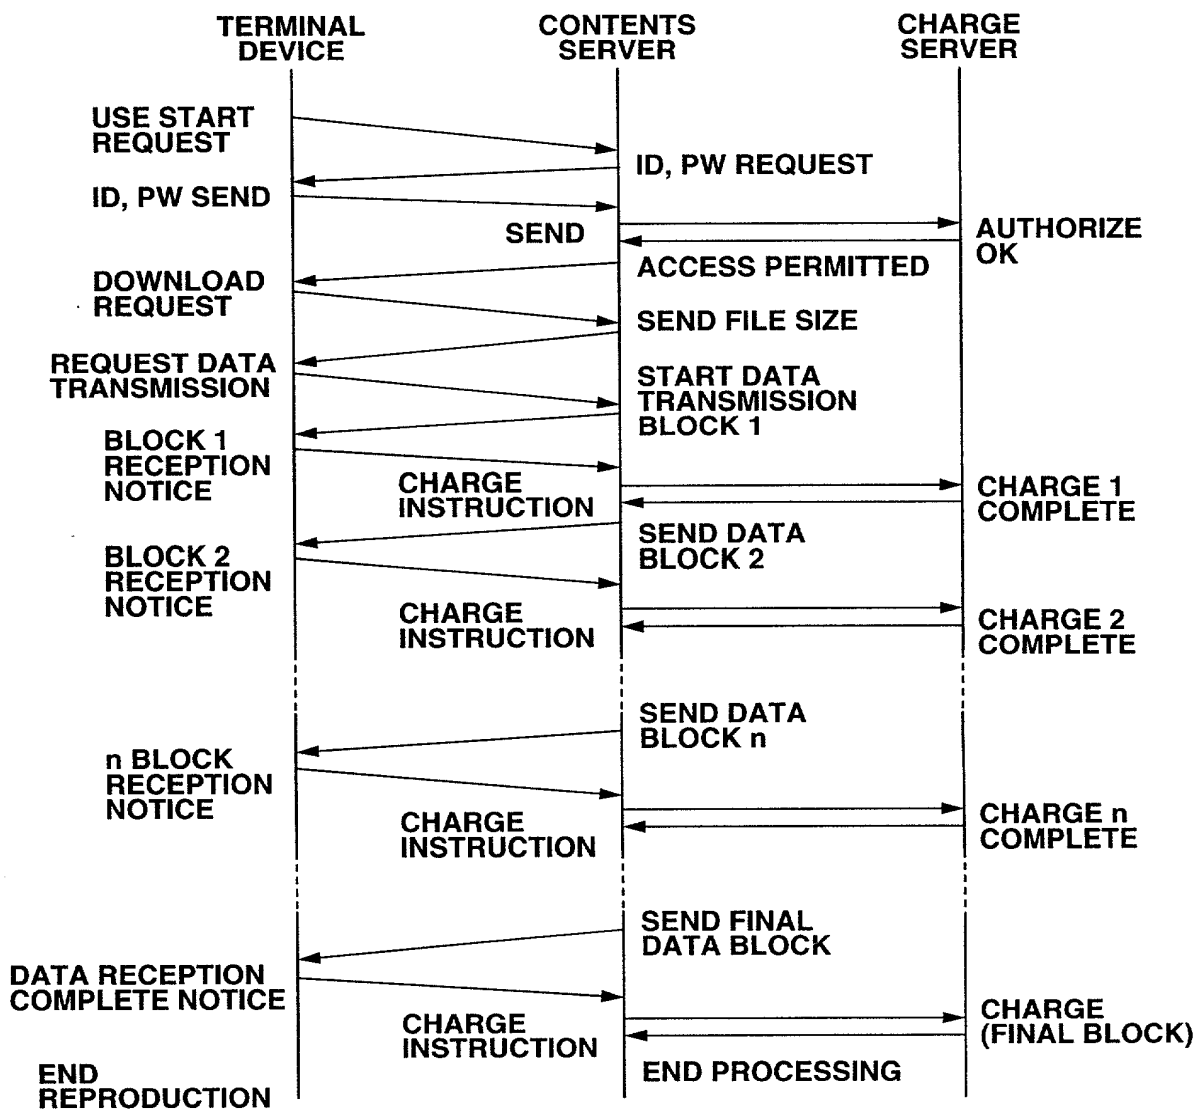 TERMINAL
DEVICE
CONTENTS
SERVER
CHARGE
SERVER
USE START
REQUEST
ID, PW REQUEST
ID, PW SEND
SEND
AUTHORIZE
OK
ACCESS PERMITTED
DOWNLOAD
REQUEST
SEND FILE SIZE
REQUEST DATA
TRANSMISSION
START DATA
TRANSMISSION
BLOCK 1
BLOCK 1
RECEPTION
NOTICE
CHARGE
INSTRUCTION
CHARGE 1
COMPLETE
SEND DATA
BLOCK 2
BLOCK 2
RECEPTION
NOTICE
CHARGE
INSTRUCTION
CHARGE 2
COMPLETE
SEND DATA
BLOCK n
n BLOCK
RECEPTION
NOTICE
CHARGE
INSTRUCTION
CHARGE n
COMPLETE
SEND FINAL
DATA BLOCK
DATA RECEPTION
COMPLETE NOTICE
CHARGE
INSTRUCTION
CHARGE
(FINAL BLOCK)
END PROCESSING
END
REPRODUCTION